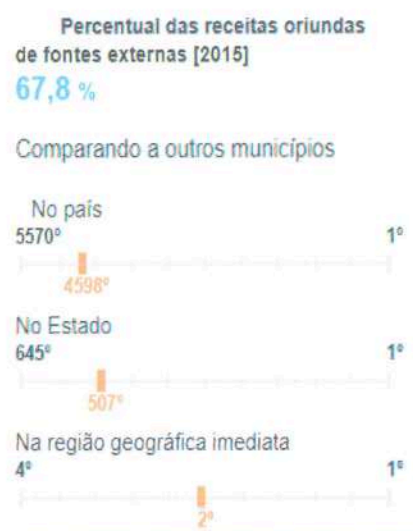 Percentual das receitas oriundas
de fontes externas [2015]
67,8 %
Comparando a outros municípios
No país
5570º 1º
4598º
No Estado
645º 1º
507º
Na região geográfica imediata
4º 1º
2º